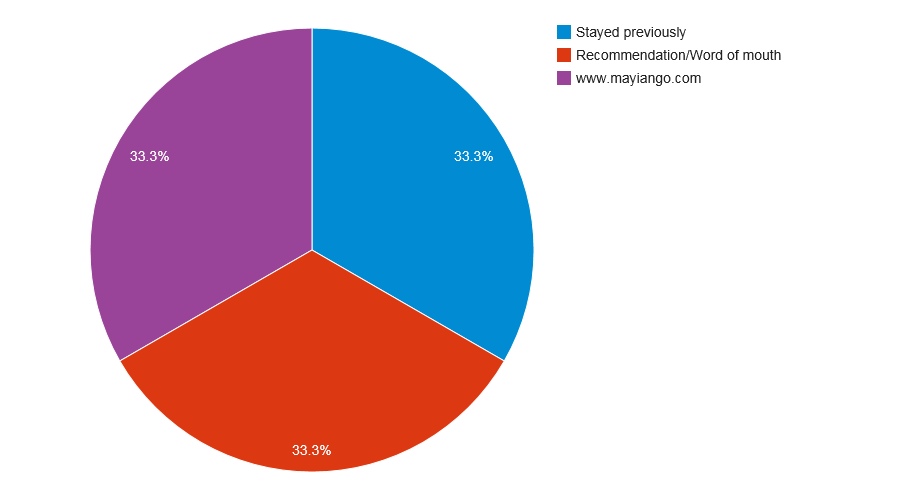 Stayed previously
Recommendation/Word of mouth
www.mayiango.com
33.3%
33.3%
33.3%